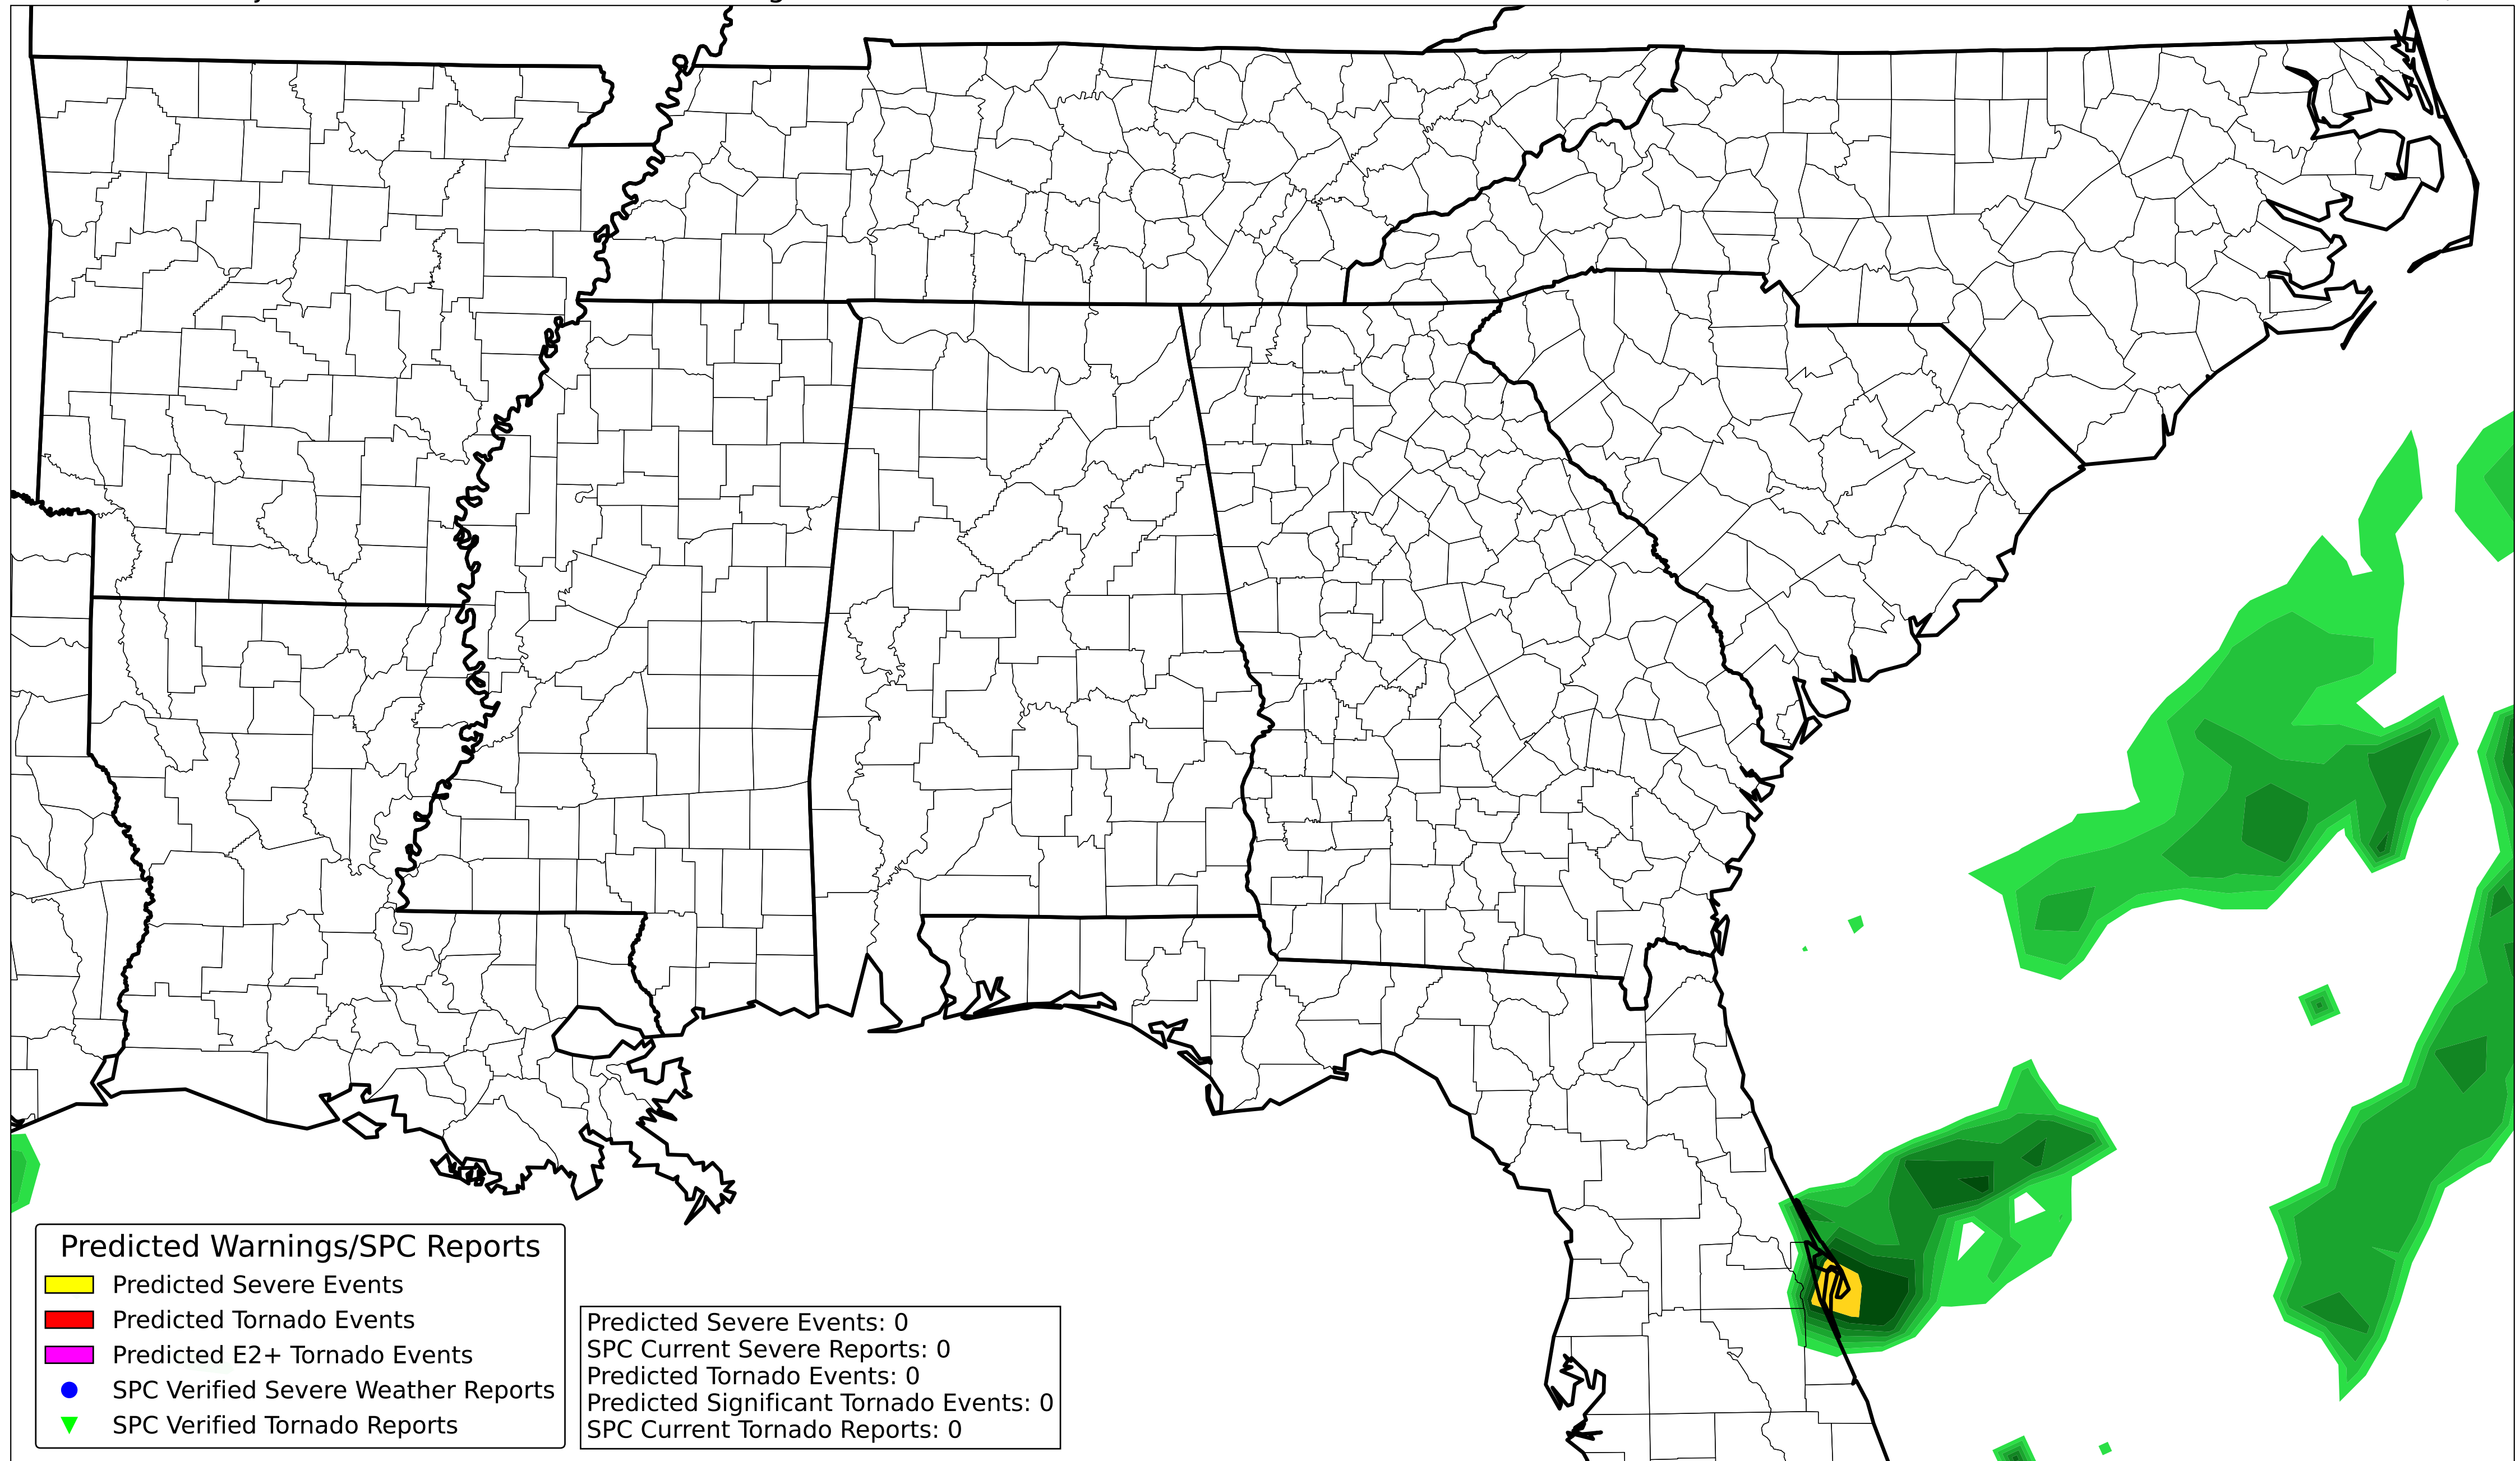 Predicted Warnings/SPC Reports
Predicted Severe Events
Predicted Tornado Events
Predicted E2+ Tornado Events
SPC Verified Severe Weather Reports
SPC Verified Tornado Reports
Predicted Severe Events: 0
SPC Current Severe Reports: 0
Predicted Tornado Events: 0
Predicted Significant Tornado Events: 0
SPC Current Tornado Reports: 0